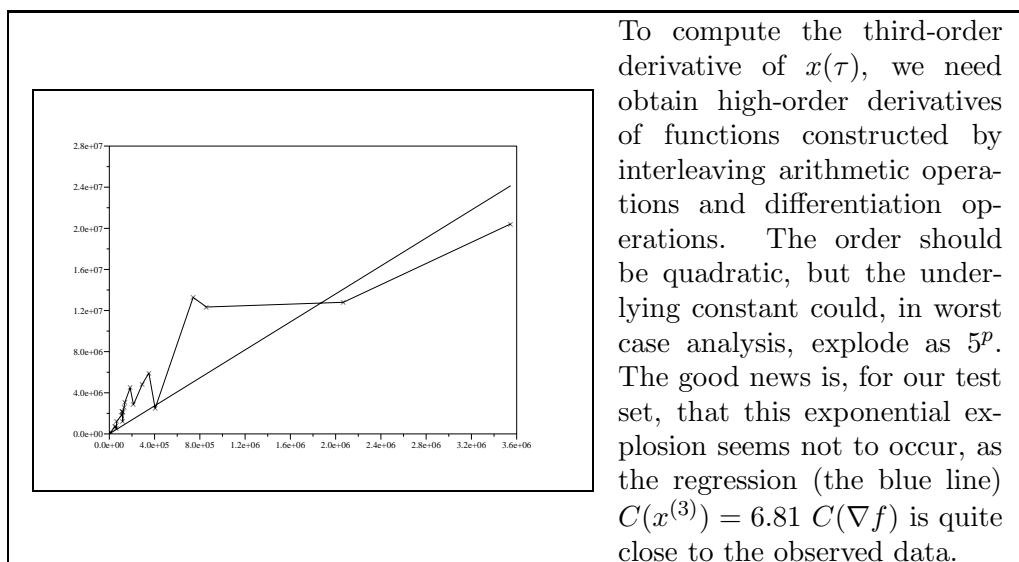 2.8e+07
2.4e+07
2.0e+07
1.6e+07
1.2e+07
8.0e+06
4.0e+06
0.0e+00
0.0e+00 4.0e+05 8.0e+05 1.2e+06 1.6e+06 2.0e+06 2.4e+06 2.8e+06 3.2e+06 3.6e+06
To compute the third-order
derivative of x(τ), we need
obtain high-order derivatives
of functions constructed by
interleaving arithmetic opera-
tions and differentiation op-
erations. The order should
be quadratic, but the under-
lying constant could, in worst
case analysis, explode as 5^p.
The good news is, for our test
set, that this exponential ex-
plosion seems not to occur, as
the regression (the blue line)
C(x^(3)) = 6.81 C(∇f) is quite
close to the observed data.